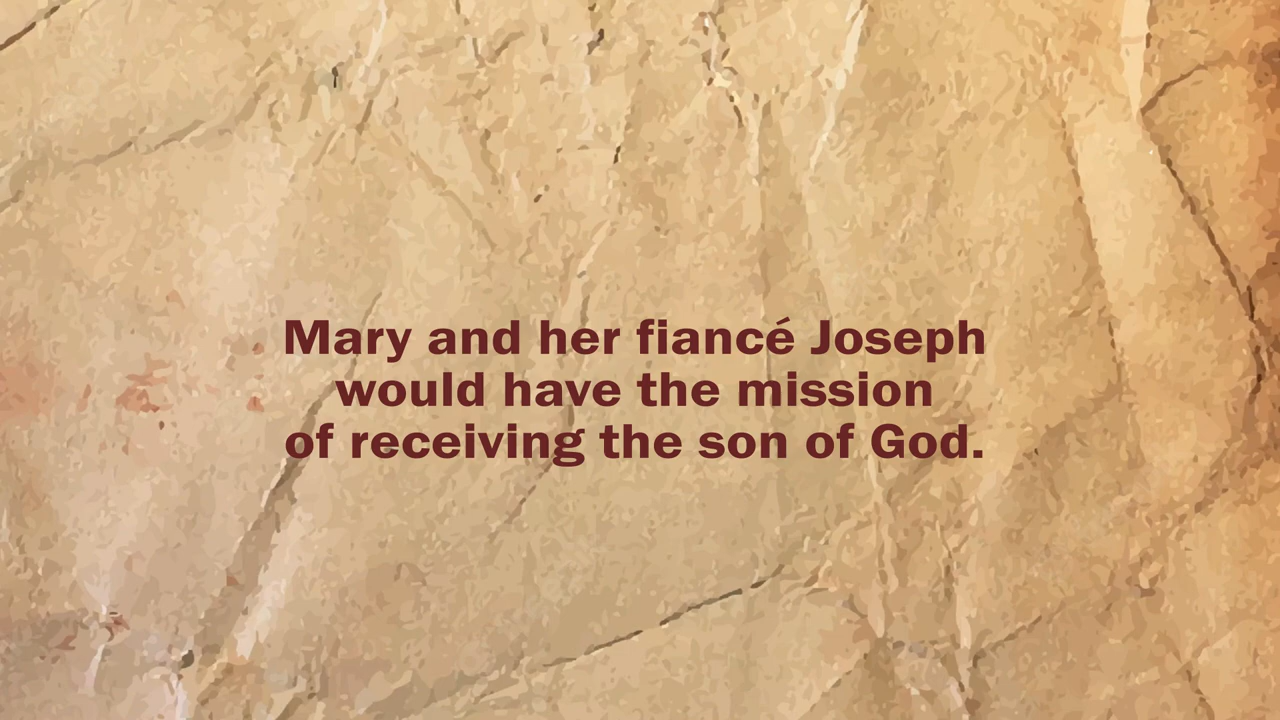 Mary and her fiancé Joseph
would have the mission
of receiving the son of God.